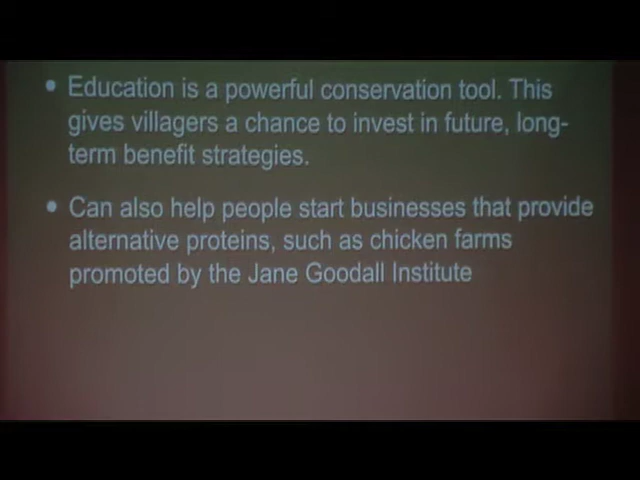 • Education is a powerful conservation tool. This
gives villagers a chance to invest in future, long-
term benefit strategies.
• Can also help people start businesses that provide
alternative proteins, such as chicken farms
promoted by the Jane Goodall Institute